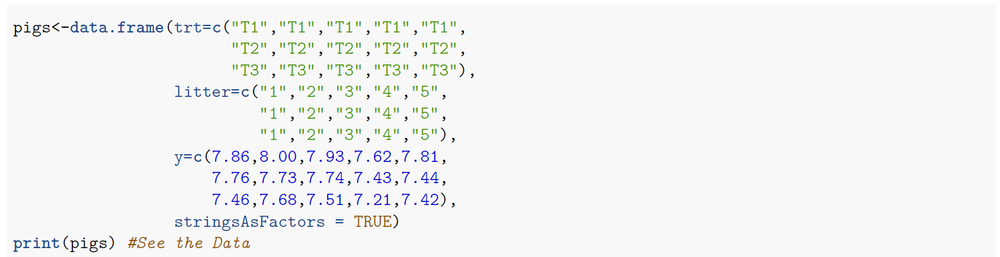 pigs<-data.frame(trt=c("T1","T1","T1","T1","T1",
"T2","T2","T2","T2","T2",
"T3","T3","T3","T3","T3"),
litter=c("1","2","3","4","5",
"1","2","3","4","5",
"1","2","3","4","5"),
y=c(7.86,8.00,7.93,7.62,7.81,
7.76,7.73,7.74,7.43,7.44,
7.46,7.68,7.51,7.21,7.42),
stringsAsFactors = TRUE)
print(pigs) #See the Data